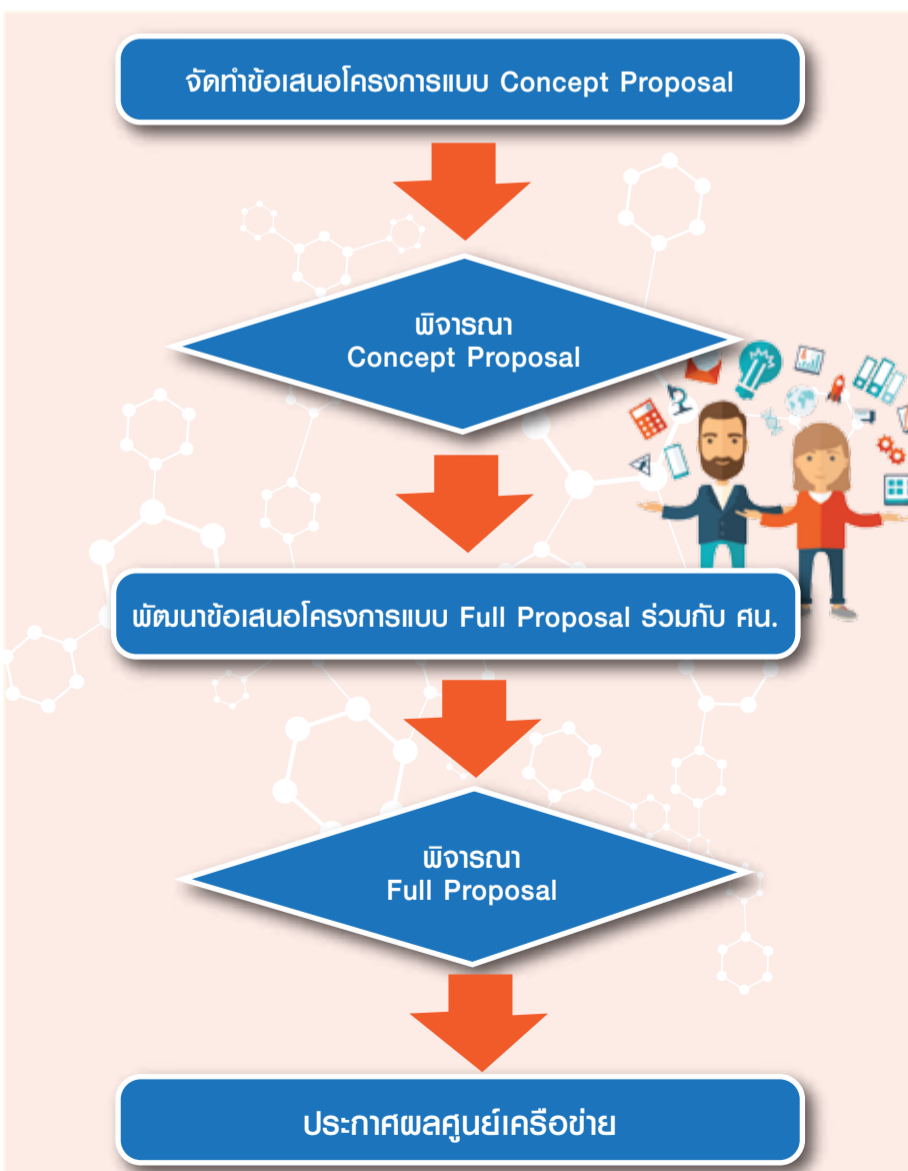 จัดทำข้อเสนอโครงการแบบ Concept Proposal
พิจารณา
Concept Proposal
พัฒนาข้อเสนอโครงการแบบ Full Proposal ร่วมกับ ศน.
พิจารณา
Full Proposal
ประกาศผลศูนย์เครือข่าย